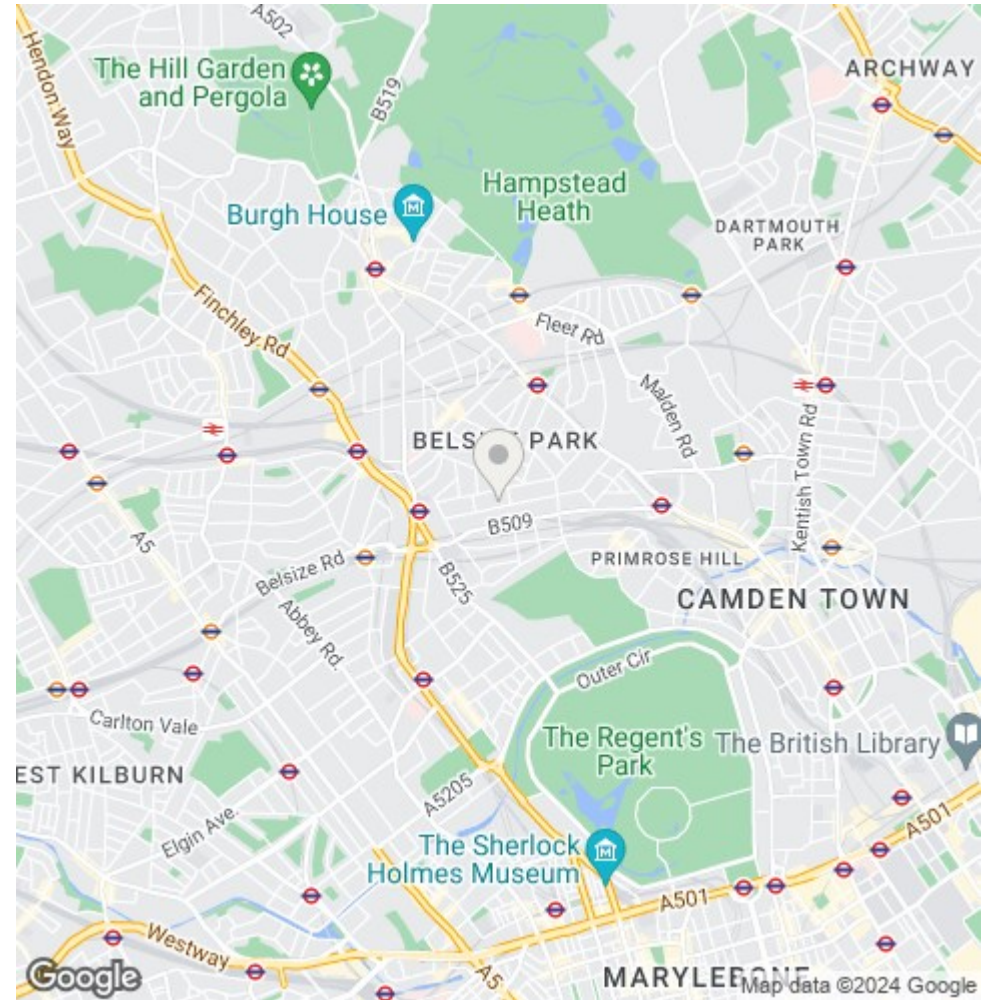 A502
The Hill Garden
and Pergola
B519
ARCHWAY
Hendon Way
Hampstead
Heath
Burgh House
DARTMOUTH
PARK
Finchley Rd
Fleet Rd
Malden Rd
BELSIZE PARK
Kentish Town Rd
B509
A5
Belsize Rd
B525
PRIMROSE HILL
Abbey Rd.
CAMDEN TOWN
Outer Cir
Carlton Vale
The Regent's
Park
The British Library
EST KILBURN
A5205
Elgin Ave.
The Sherlock
Holmes Museum
A501
A501
Westway
A5
MARYLEBONE
Google
Map data ©2024 Google